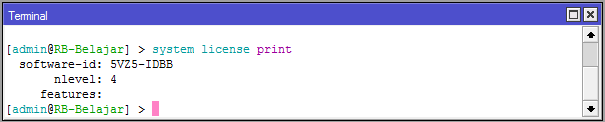 Terminal
[admin@RB-Belajar] > system license print
software-id: 5VZ5-IDBB
nlevel: 4
features:
[admin@RB-Belajar] >